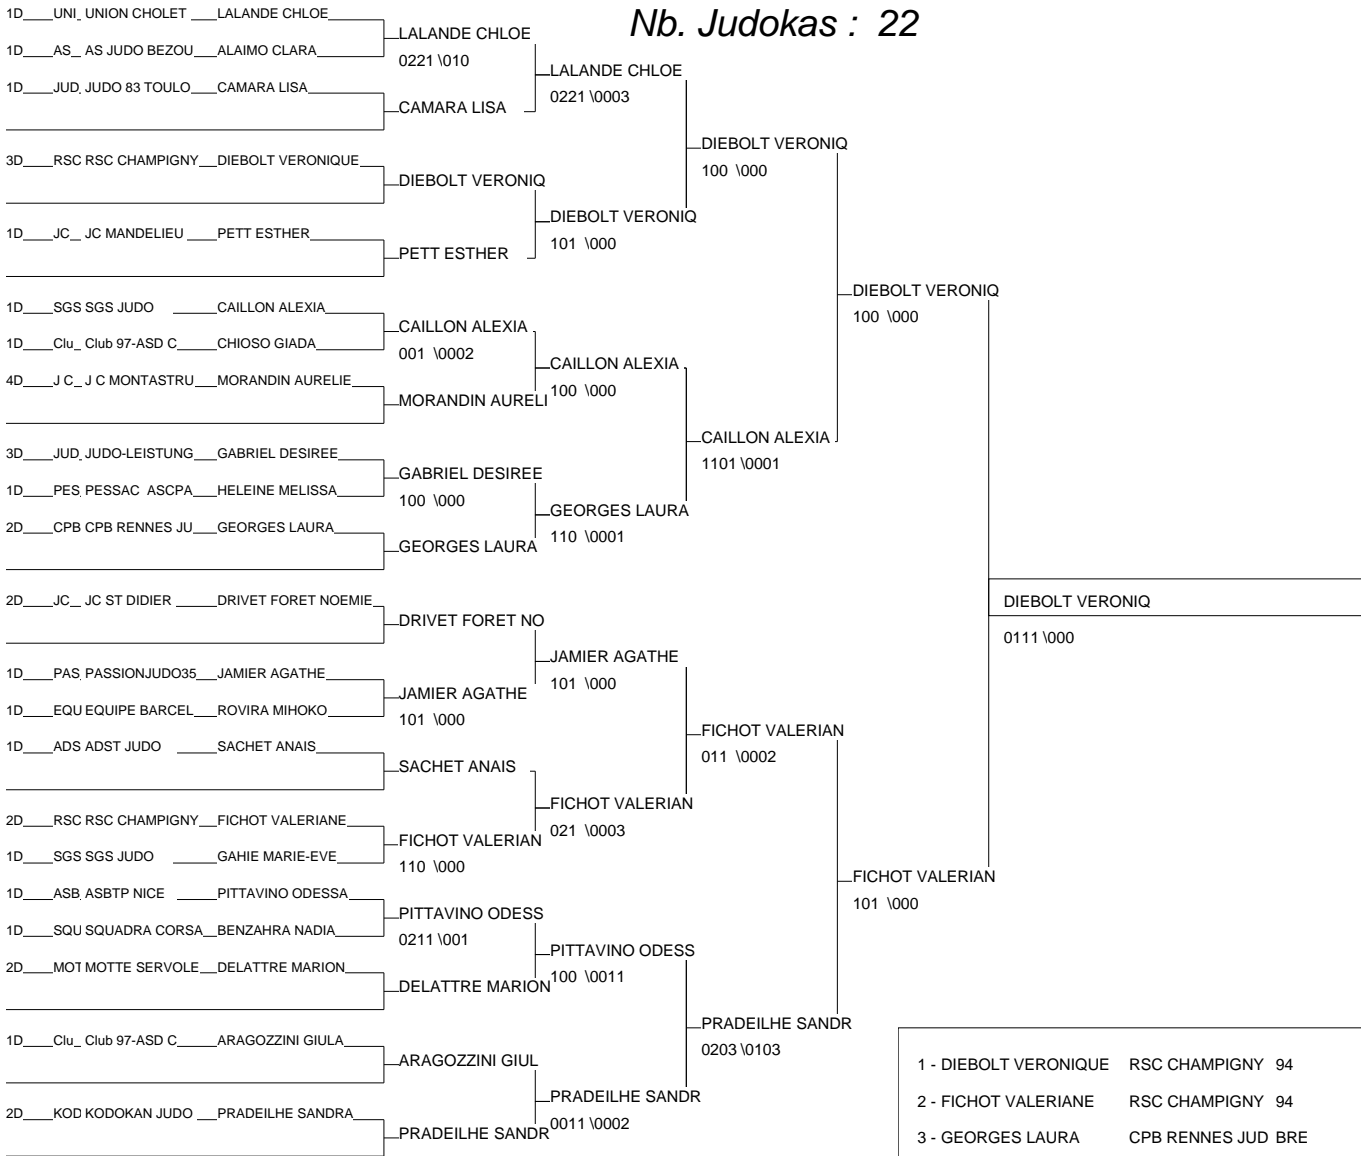 Nb. Judokas : 22
1D UNI UNION CHOLET LALANDE CHLOE
LALANDE CHLOE
1D AS AS JUDO BEZOU ALAIMO CLARA
0221 \010
LALANDE CHLOE
1D JUD JUDO 83 TOULO CAMARA LISA
0221 \0003
CAMARA LISA
DIEBOLT VERONIQ
3D RSC RSC CHAMPIGNY DIEBOLT VERONIQUE
100 \000
DIEBOLT VERONIQ
DIEBOLT VERONIQ
1D JC JC MANDELIEU PETT ESTHER
101 \000
PETT ESTHER
DIEBOLT VERONIQ
1D SGS SGS JUDO CAILLON ALEXIA
100 \000
CAILLON ALEXIA
1D Clu Club 97-ASD C CHIOSO GIADA
001 \0002
CAILLON ALEXIA
4D J C J C MONTASTRU MORANDIN AURELIE
100 \000
MORANDIN AURELI
CAILLON ALEXIA
3D JUD JUDO-LEISTUNG GABRIEL DESIREE
1101 \0001
GABRIEL DESIREE
1D PES PESSAC ASCPA HELEINE MELISSA
100 \000
GEORGES LAURA
2D CPB CPB RENNES JU GEORGES LAURA
110 \0001
GEORGES LAURA
2D JC JC ST DIDIER DRIVET FORET NOEMIE
DIEBOLT VERONIQ
DRIVET FORET NO
0111 \000
JAMIER AGATHE
1D PAS PASSIONJUDO35 JAMIER AGATHE
101 \000
JAMIER AGATHE
1D EQU EQUIPE BARCEL ROVIRA MIHOKO
101 \000
FICHOT VALERIAN
1D ADS ADST JUDO SACHET ANAIS
011 \0002
SACHET ANAIS
FICHOT VALERIAN
2D RSC RSC CHAMPIGNY FICHOT VALERIANE
021 \0003
FICHOT VALERIAN
1D SGS SGS JUDO GAHIE MARIE-EVE
110 \000
FICHOT VALERIAN
1D ASB ASBTP NICE PITTAVINO ODESSA
101 \000
PITTAVINO ODESS
1D SQU SQUADRA CORSA BENZAHRA NADIA
0211 \001
PITTAVINO ODESS
2D MOT MOTTE SERVOLE DELATTRE MARION
100 \0011
DELATTRE MARION
PRADEILHE SANDR
1D Clu Club 97-ASD C ARAGOZZINI GIULA
0203 \0103
ARAGOZZINI GIUL
PRADEILHE SANDR
2D KOD KODOKAN JUDO PRADEILHE SANDRA
0011 \0002
PRADEILHE SANDR
1 - DIEBOLT VERONIQUE RSC CHAMPIGNY 94
2 - FICHOT VALERIANE RSC CHAMPIGNY 94
3 - GEORGES LAURA CPB RENNES JUD BRE